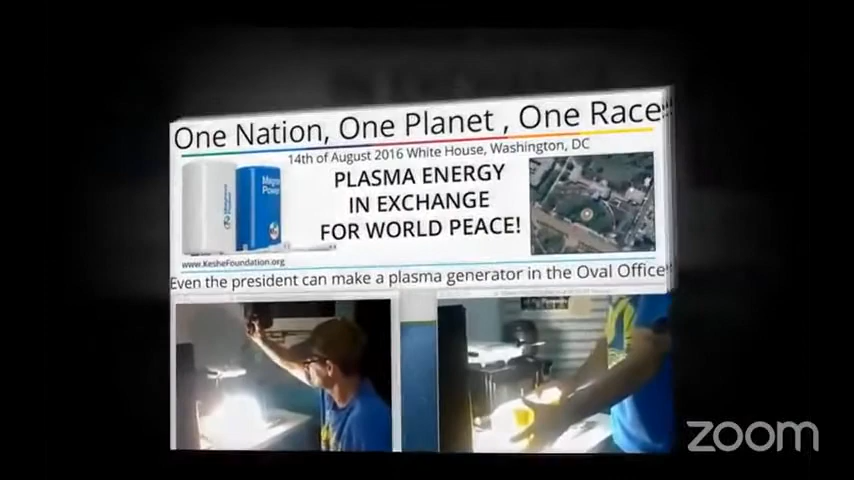 One Nation, One Planet , One Race
14th of August 2016 White House, Washington, DC
PLASMA ENERGY
IN EXCHANGE
FOR WORLD PEACE!
www.KesheFoundation.org
Even the president can make a plasma generator in the Oval Office
zoom